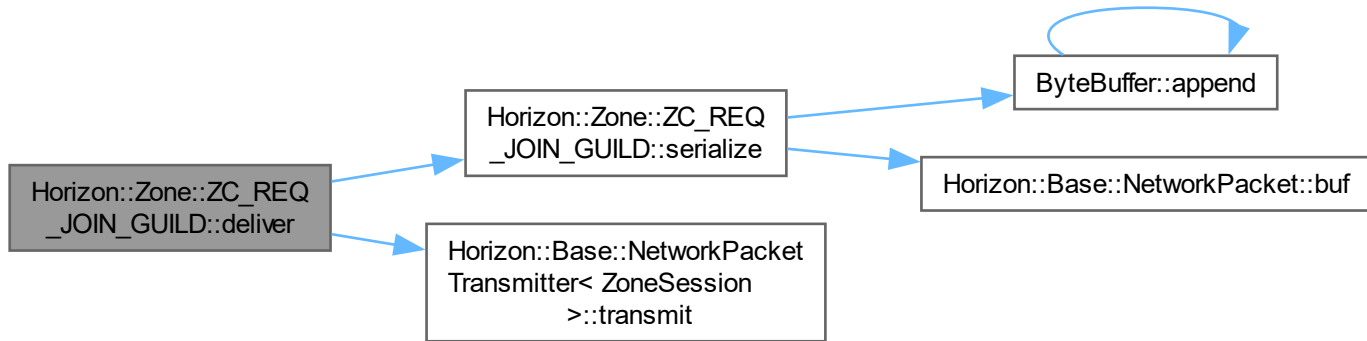 Horizon::Zone::ZC_REQ
_JOIN_GUILD::deliver
Horizon::Zone::ZC_REQ
_JOIN_GUILD::serialize
ByteBuffer::append
Horizon::Base::NetworkPacket::buf
Horizon::Base::NetworkPacket
Transmitter< ZoneSession
>::transmit